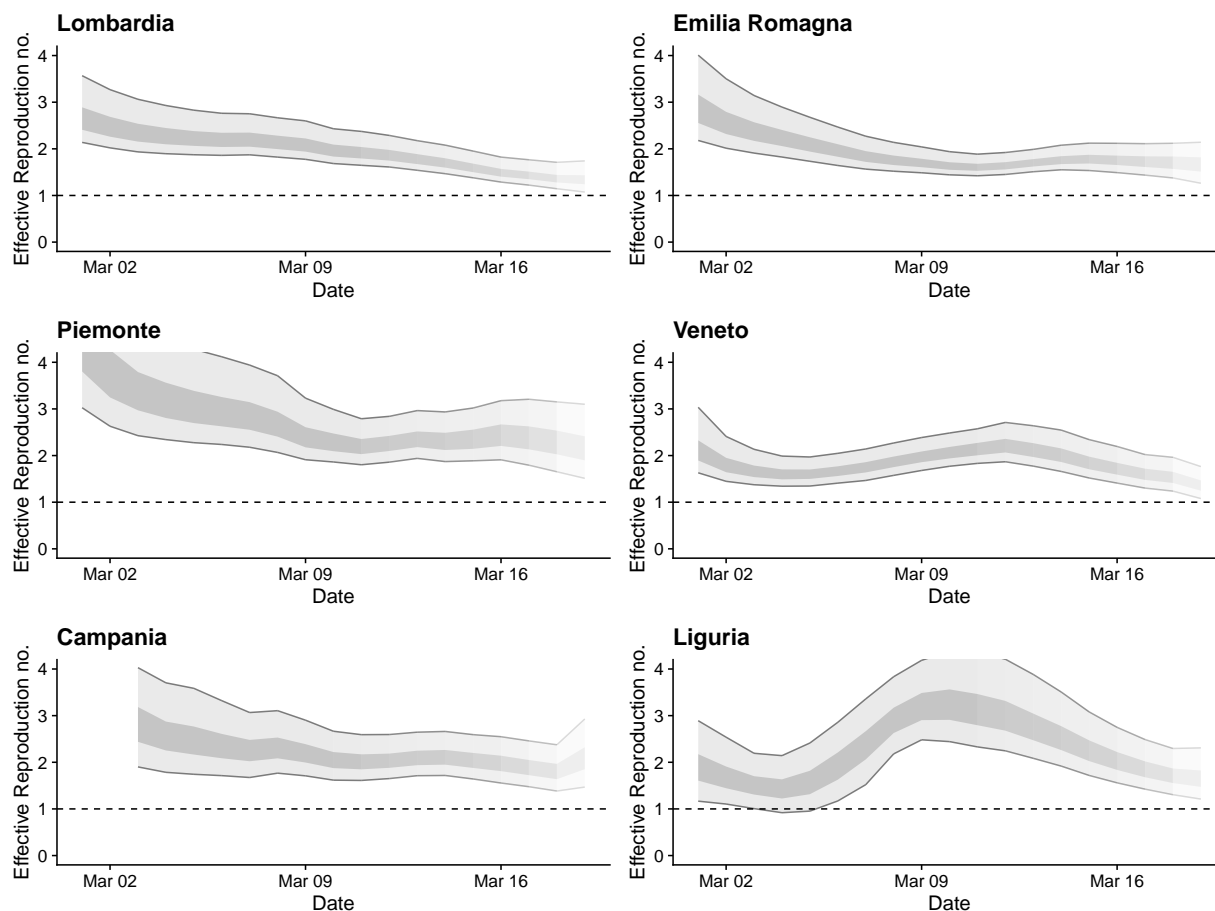 Lombardia
Effective Reproduction no.
4
3
2
1
0
Mar 02 Mar 09 Mar 16
Date
Emilia Romagna
Effective Reproduction no.
4
3
2
1
0
Mar 02 Mar 09 Mar 16
Date
Piemonte
Effective Reproduction no.
4
3
2
1
0
Mar 02 Mar 09 Mar 16
Date
Veneto
Effective Reproduction no.
4
3
2
1
0
Mar 02 Mar 09 Mar 16
Date
Campania
Effective Reproduction no.
4
3
2
1
0
Mar 02 Mar 09 Mar 16
Date
Liguria
Effective Reproduction no.
4
3
2
1
0
Mar 02 Mar 09 Mar 16
Date